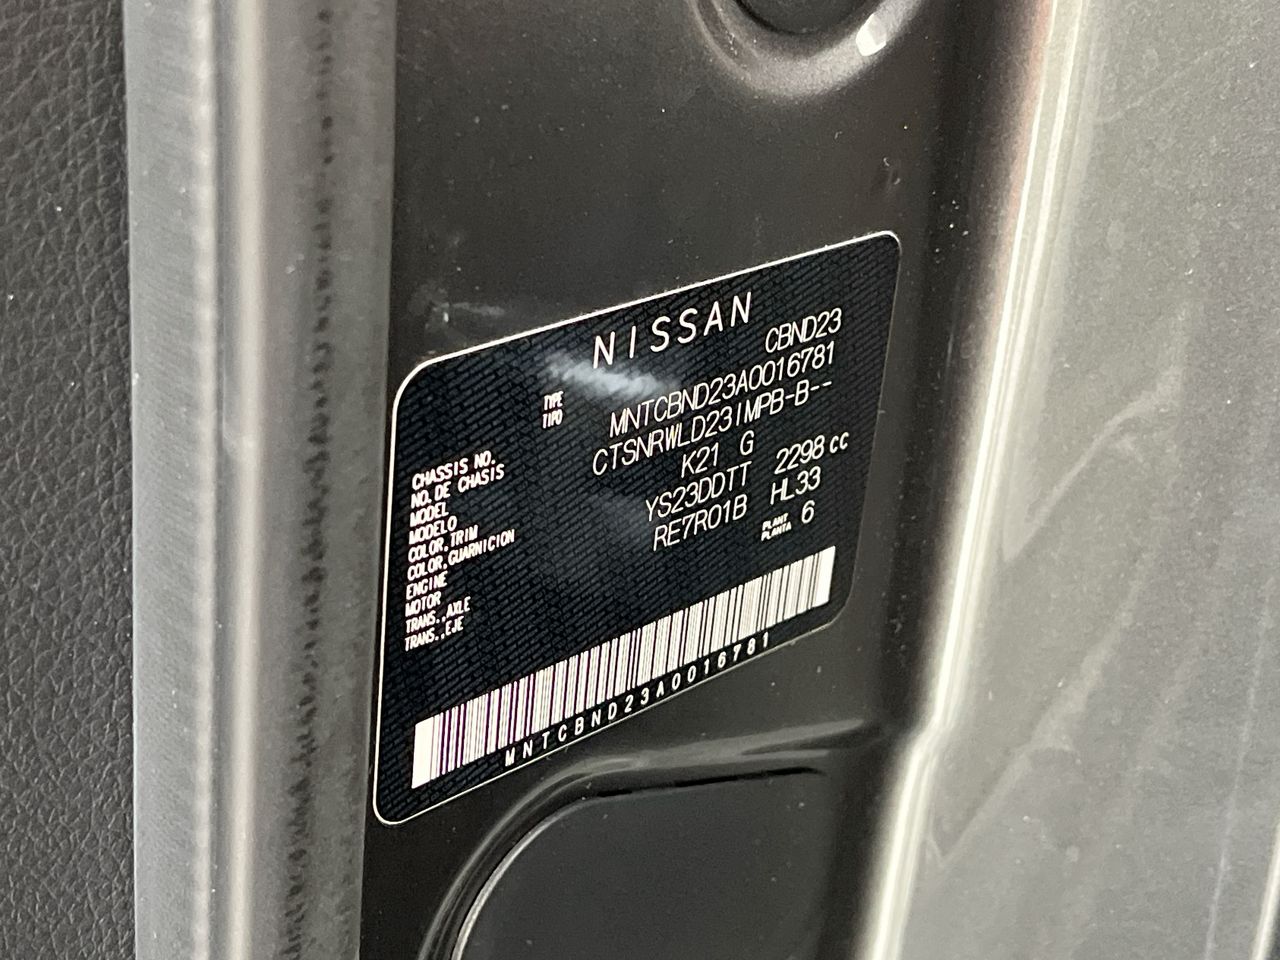 NISSAN
TYPE CBND23
TIPO
CHASSIS NO. MNTCBND23A0016781
NO. DE CHASIS
MODEL CTSNRWLD23IMPB-B--
MODELO
COLOR,TRIM K21 G
COLOR,GUARNICION
ENGINE YS23DDTT 2298 cc
MOTOR
TRANS.,AXLE RE7R01B HL33
TRANS.,EJE
PLANT 6
PLANTA
MNTCBND23A0016781